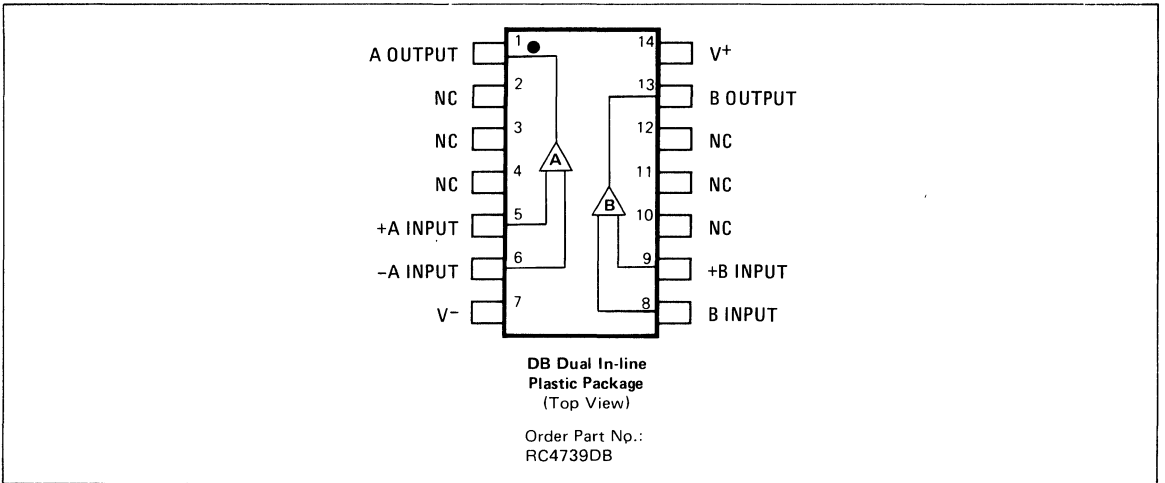 A OUTPUT 1 14 V+
NC 2 13 B OUTPUT
NC 3 12 NC
NC 4 A 11 NC
+A INPUT 5 B 10 NC
-A INPUT 6 9 +B INPUT
V- 7 8 B INPUT
DB Dual In-line
Plastic Package
(Top View)
Order Part No.:
RC4739DB